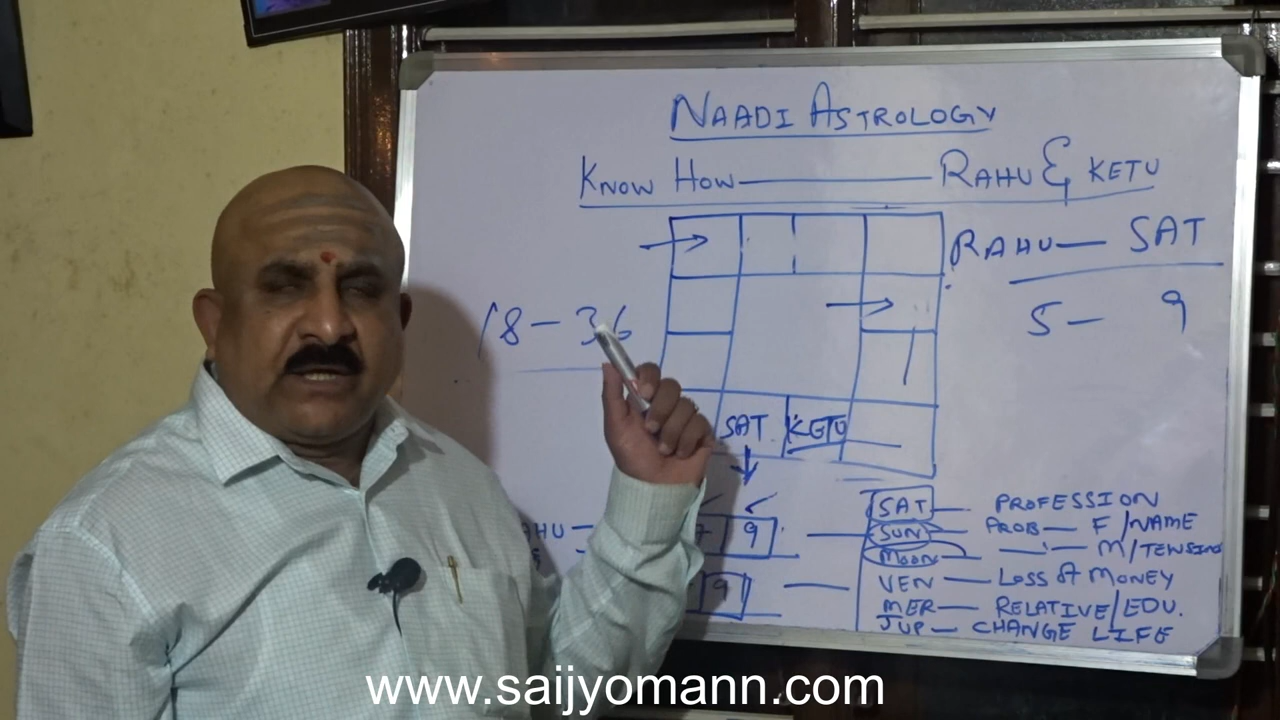 NAADI ASTROLOGY
KNOW HOW — RAHU & KETU
RAHU — SAT
5 — 9
18 — 36
SAT KETU
9
9
SAT — PROFESSION
SUN — PROB — F/NAME
MOON — " — M/TENSION
VEN — LOSS OF MONEY
MER — RELATIVE/EDU.
JUP — CHANGE LIFE
www.saijyomann.com